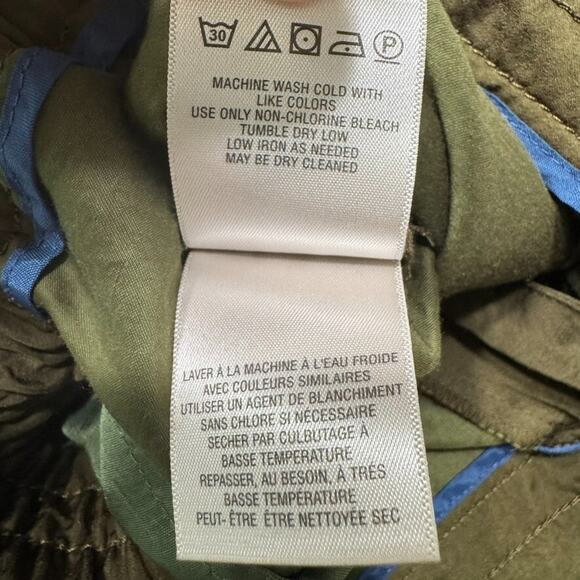 30 P
MACHINE WASH COLD WITH
LIKE COLORS
USE ONLY NON-CHLORINE BLEACH
TUMBLE DRY LOW
LOW IRON AS NEEDED
MAY BE DRY CLEANED
LAVER À LA MACHINE À L'EAU FROIDE
AVEC COULEURS SIMILAIRES
UTILISER UN AGENT DE BLANCHIMENT
SANS CHLORE SI NÉCESSAIRE
SECHER PAR CULBUTAGE À
BASSE TEMPÉRATURE
REPASSER, AU BESOIN, À TRÈS
BASSE TEMPÉRATURE
PEUT- ÊTRE ÊTRE NETTOYÉE SEC